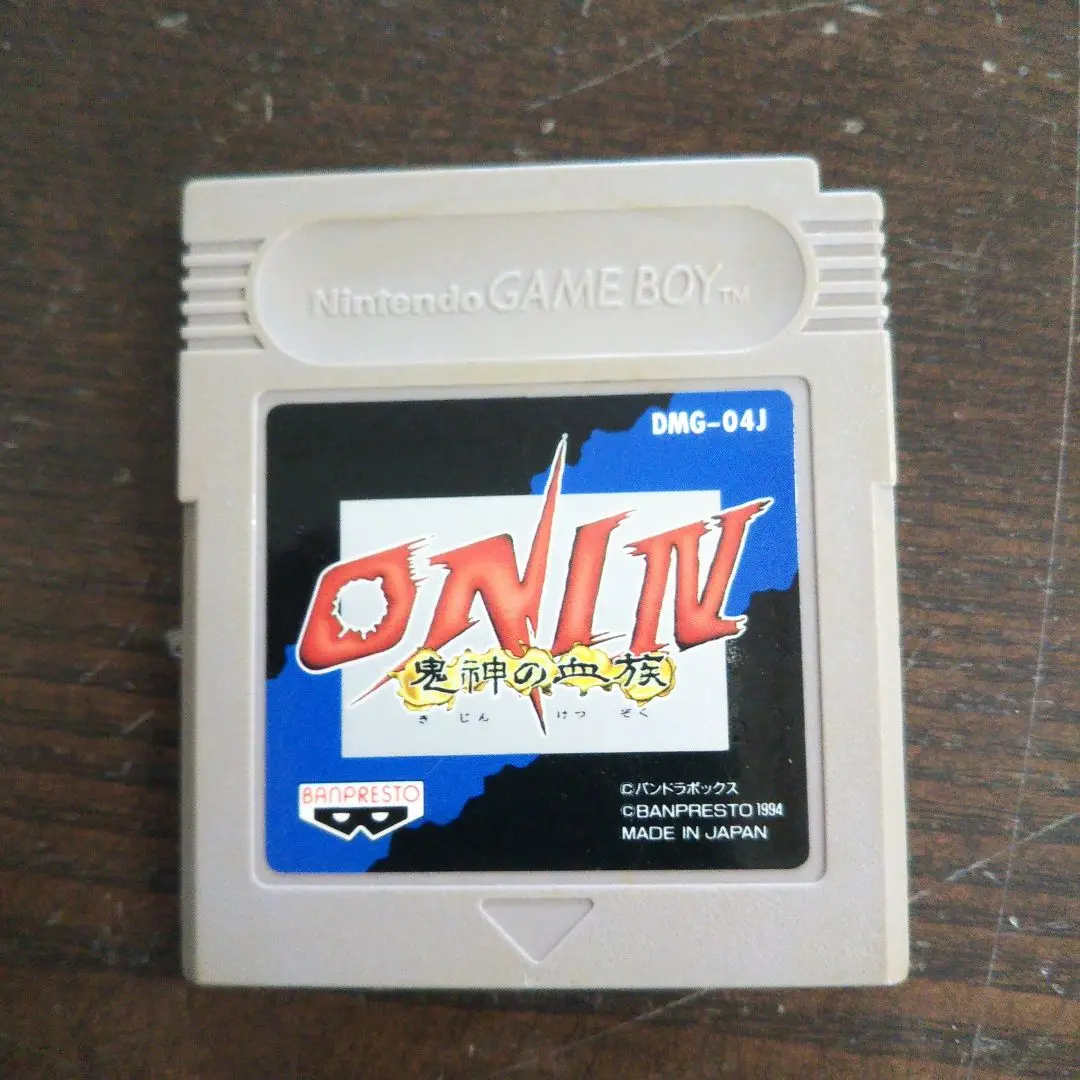 Nintendo GAME BOY™
DMG-04J
ONI IV
鬼神の血族
きじん けつぞく
BANPRESTO
©パンドラボックス
©BANPRESTO 1994
MADE IN JAPAN